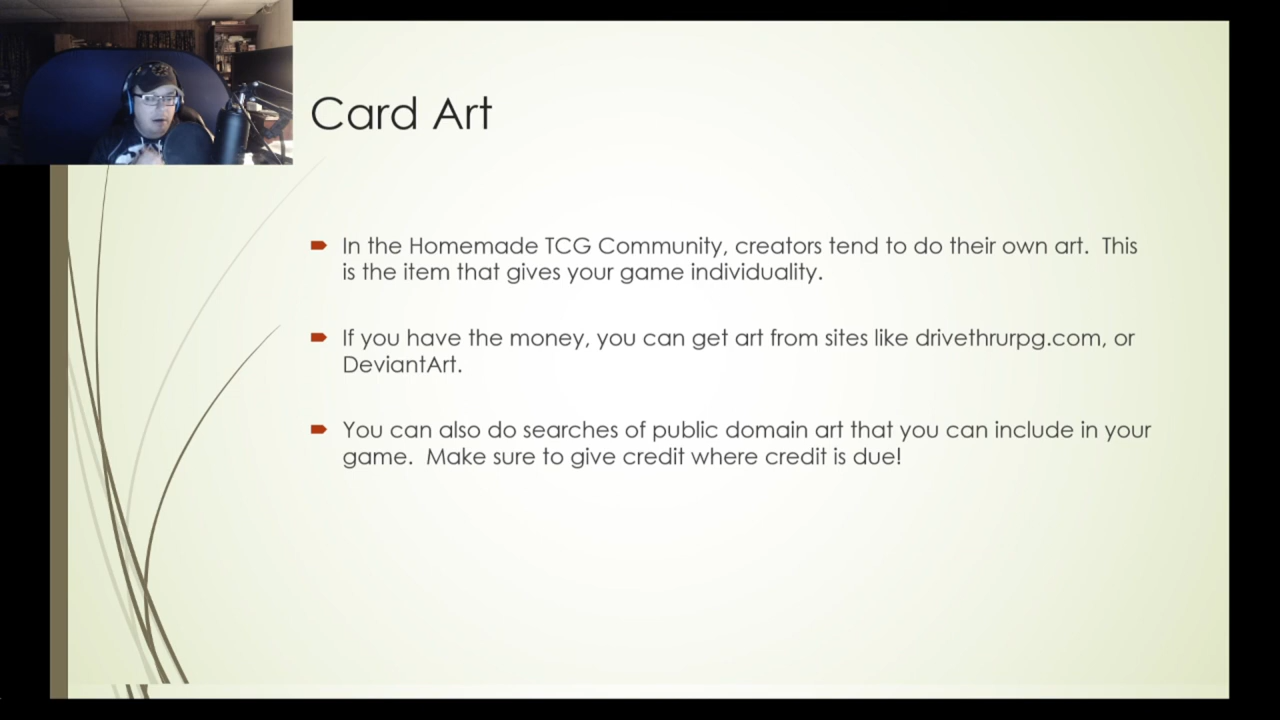 Card Art
In the Homemade TCG Community, creators tend to do their own art.  This
is the item that gives your game individuality.
If you have the money, you can get art from sites like drivethrurpg.com, or
DeviantArt.
You can also do searches of public domain art that you can include in your
game.  Make sure to give credit where credit is due!